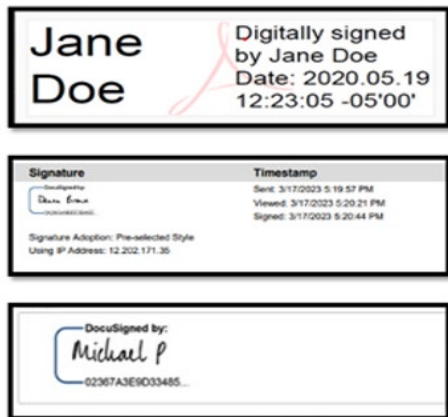 Jane
Doe
Digitally signed
by Jane Doe
Date: 2020.05.19
12:23:05 -05'00'
Signature
Timestamp
DocuSigned by:
Sent: 3/17/2023 5:19:57 PM
Viewed: 3/17/2023 5:20:21 PM
Signed: 3/17/2023 5:20:44 PM
Signature Adoption: Pre-selected Style
Using IP Address: 12.202.171.35
DocuSigned by:
Michael P
02367A3E9D33485...